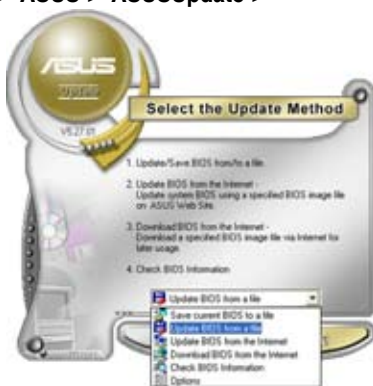 ASUS > ASUSUpdate >
ASUS
Update
V6.27.01
Select the Update Method
1. Update/Save BIOS from/to a file.
2. Update BIOS from the Internet -
Update system BIOS using a specified BIOS image file
on ASUS Web Site.
3. Download BIOS from the Internet -
Download a specified BIOS image file via Internet for
later usage.
4. Check BIOS Information
Update BIOS from a file
Save current BIOS to a file
Update BIOS from a file
Update BIOS from the Internet
Download BIOS from the Internet
Check BIOS Information
Options